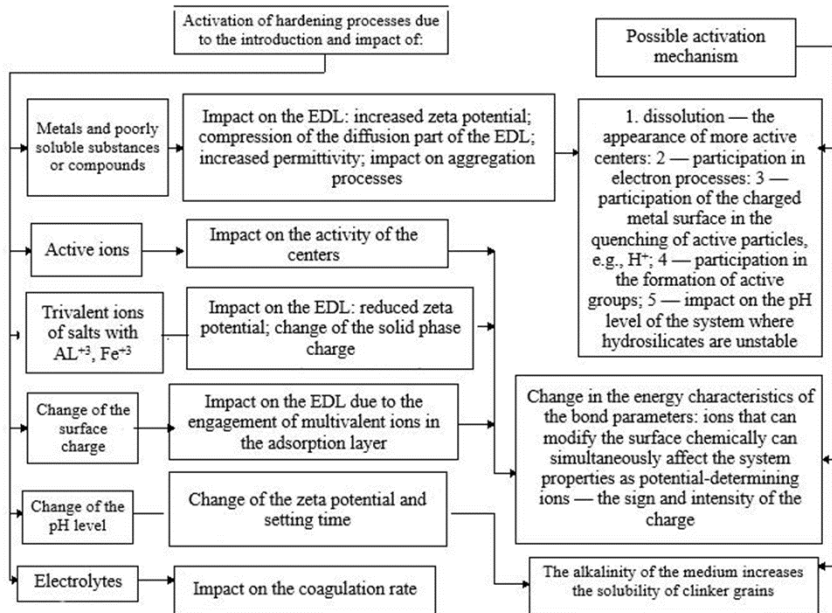 Activation of hardening processes due
to the introduction and impact of:
Possible activation
mechanism
Metals and poorly
soluble substances
or compounds
Impact on the EDL: increased zeta potential;
compression of the diffusion part of the EDL;
increased permittivity; impact on aggregation
processes
1. dissolution — the
appearance of more active
centers: 2 — participation in
electron processes: 3 —
participation of the charged
metal surface in the
quenching of active particles,
e.g., H⁺; 4 — participation in
the formation of active
groups; 5 — impact on the pH
level of the system where
hydrosilicates are unstable
Active ions
Impact on the activity of the
centers
Trivalent ions
of salts with
AL⁺³, Fe⁺³
Impact on the EDL: reduced zeta
potential; change of the solid phase
charge
Change of the
surface
charge
Impact on the EDL due to the
engagement of multivalent ions in
the adsorption layer
Change in the energy characteristics of
the bond parameters: ions that can
modify the surface chemically can
simultaneously affect the system
properties as potential-determining
ions — the sign and intensity of the
charge
Change of the
pH level
Change of the zeta potential and
setting time
Electrolytes
Impact on the coagulation rate
The alkalinity of the medium increases
the solubility of clinker grains